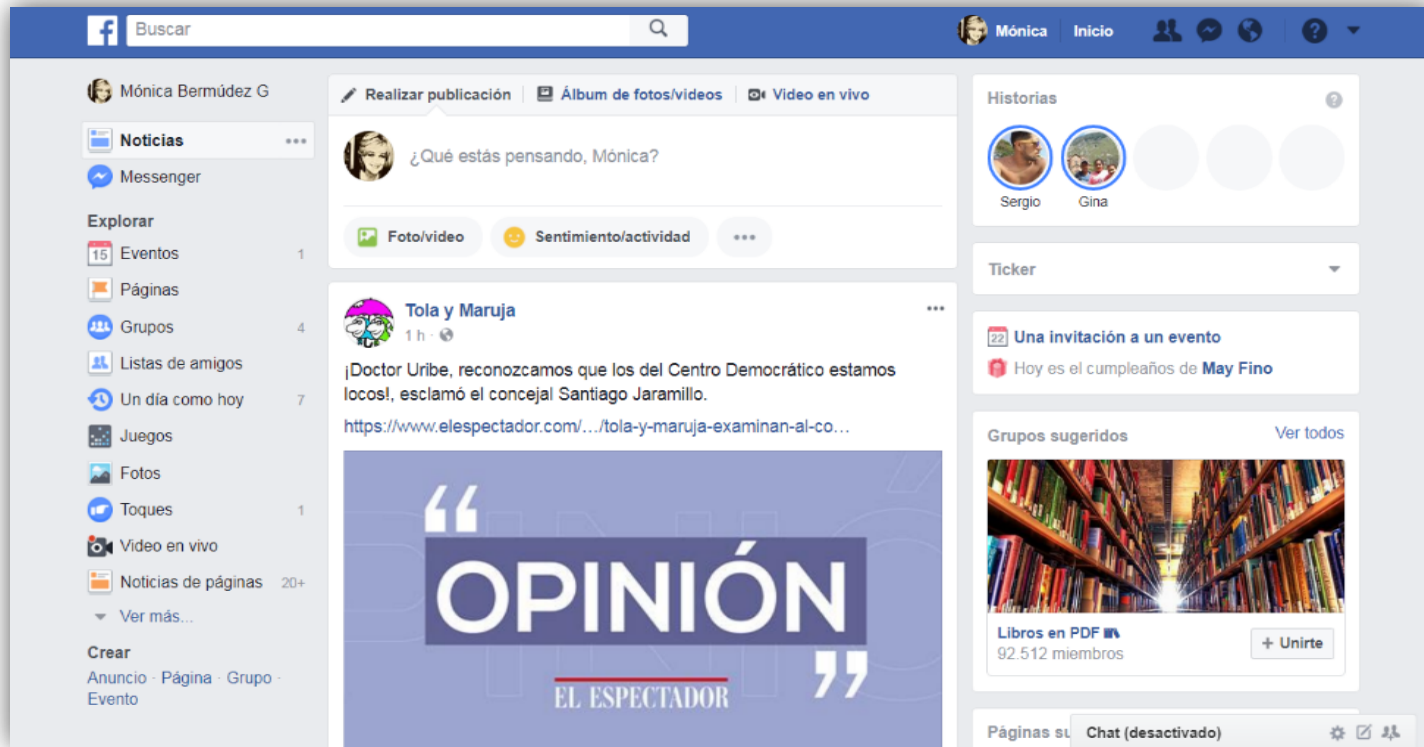 Buscar
Mónica
Inicio
Mónica Bermúdez G
Noticias
Messenger
Explorar
15 Eventos 1
Páginas
Grupos 4
Listas de amigos
Un día como hoy 7
Juegos
Fotos
Toques 1
Video en vivo
Noticias de páginas 20+
Ver más...
Crear
Anuncio · Página · Grupo ·
Evento
Realizar publicación
Álbum de fotos/videos
Video en vivo
¿Qué estás pensando, Mónica?
Foto/video
Sentimiento/actividad
Tola y Maruja
1 h ·
¡Doctor Uribe, reconozcamos que los del Centro Democrático estamos
locos!, esclamó el concejal Santiago Jaramillo.
https://www.elespectador.com/.../tola-y-maruja-examinan-al-co...
“
OPINIÓN
”
EL ESPECTADOR
Historias
Sergio
Gina
Ticker
22 Una invitación a un evento
Hoy es el cumpleaños de May Fino
Grupos sugeridos
Ver todos
Libros en PDF
92.512 miembros
+ Unirte
Páginas su
Chat (desactivado)